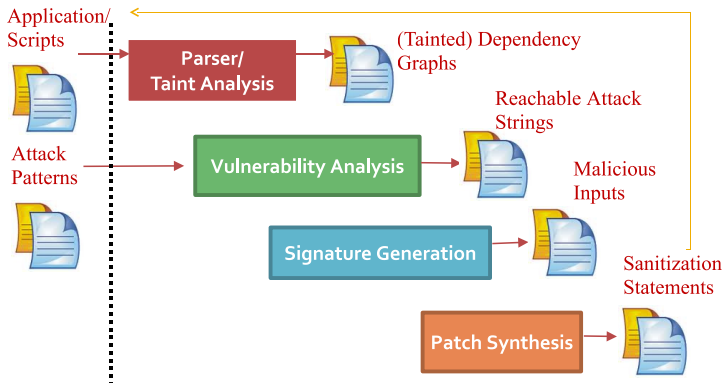 Application/
Scripts
Parser/
Taint Analysis
(Tainted) Dependency
Graphs
Attack
Patterns
Vulnerability Analysis
Reachable Attack
Strings
Signature Generation
Malicious
Inputs
Patch Synthesis
Sanitization
Statements